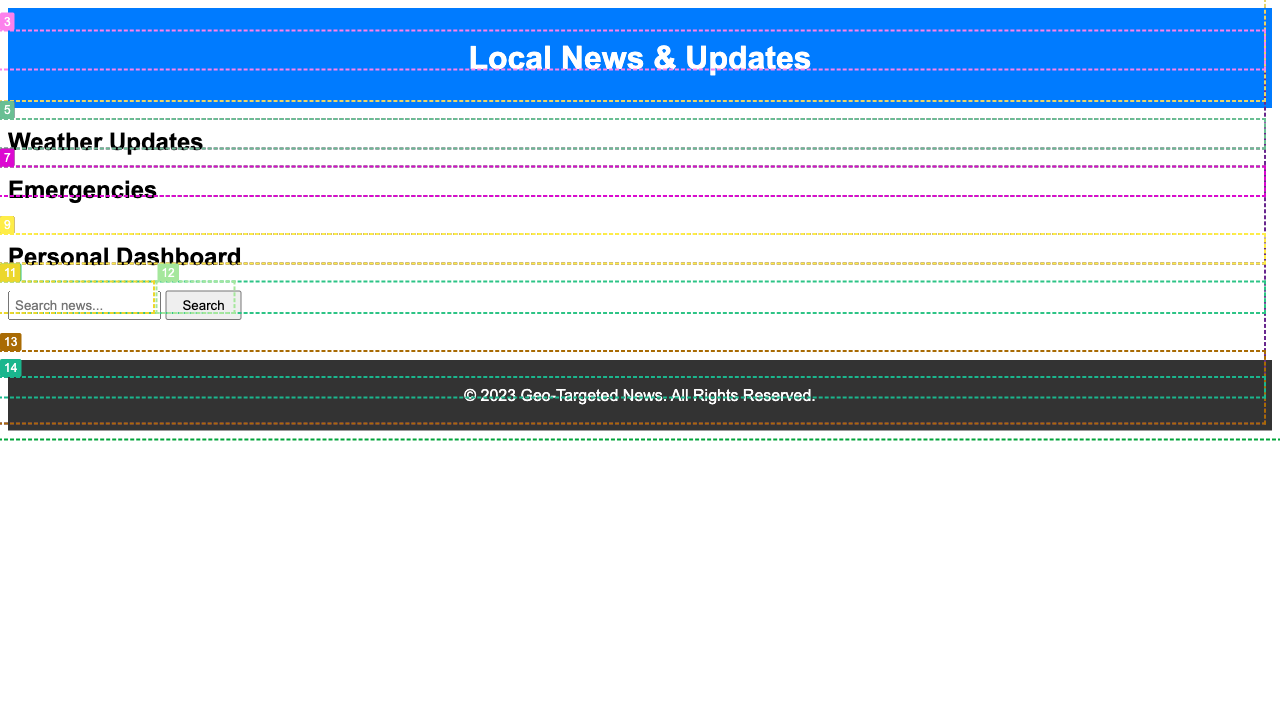 3
Local News & Updates
5
Weather Updates
7
Emergencies
9
Personal Dashboard
11 12
Search news... Search
13
14
© 2023 Geo-Targeted News. All Rights Reserved.